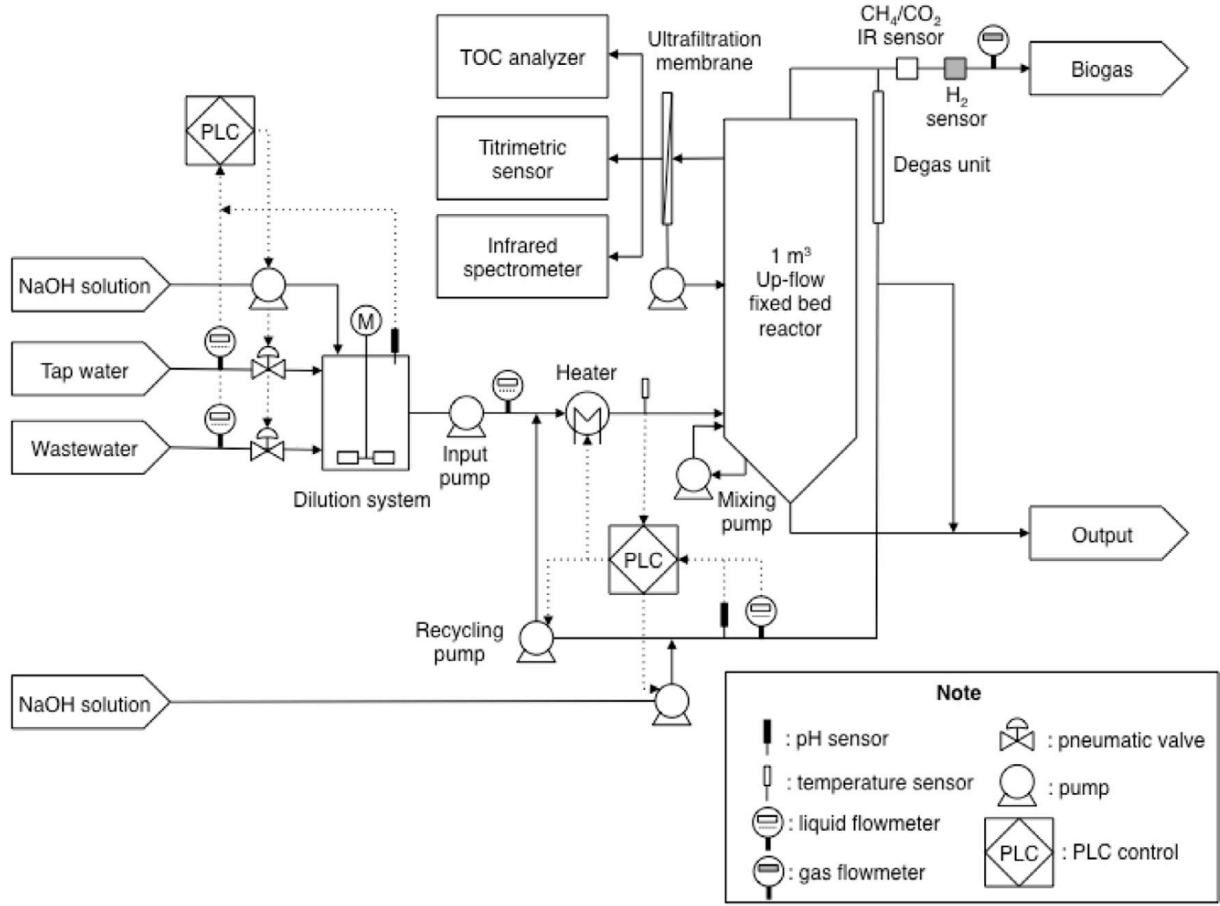 CH₄/CO₂
IR sensor
Ultrafiltration
membrane
TOC analyzer
Biogas
H₂
sensor
PLC
Titrimetric
sensor
Degas unit
Infrared
spectrometer
1 m³
Up-flow
fixed bed
reactor
NaOH solution
M
Tap water
Heater
Wastewater
Input
pump
Dilution system
Mixing
pump
Output
PLC
Recycling
pump
NaOH solution
Note
: pH sensor
: pneumatic valve
: temperature sensor
: pump
: liquid flowmeter
PLC
: PLC control
: gas flowmeter